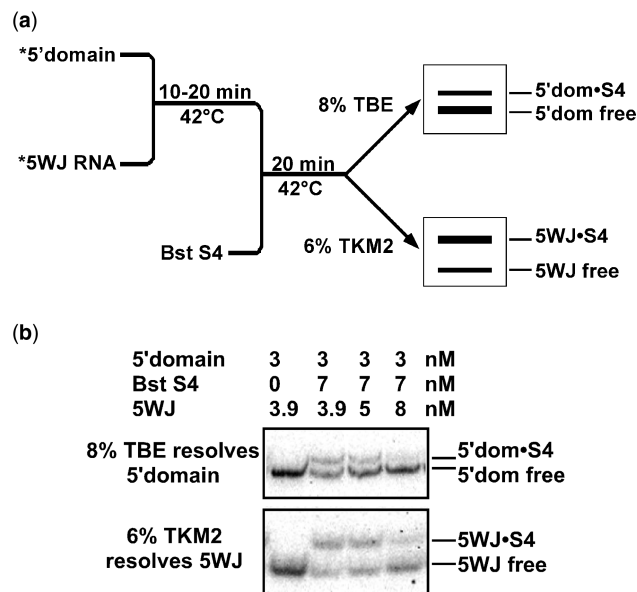 (a)
*5'domain
10-20 min
42°C
*5WJ RNA
Bst S4
20 min
42°C
8% TBE
5'dom•S4
5'dom free
6% TKM2
5WJ•S4
5WJ free
(b)
5'domain 3 3 3 3 nM
Bst S4 0 7 7 7 nM
5WJ 3.9 3.9 5 8 nM
8% TBE resolves
5'domain
5'dom•S4
5'dom free
6% TKM2
resolves 5WJ
5WJ•S4
5WJ free